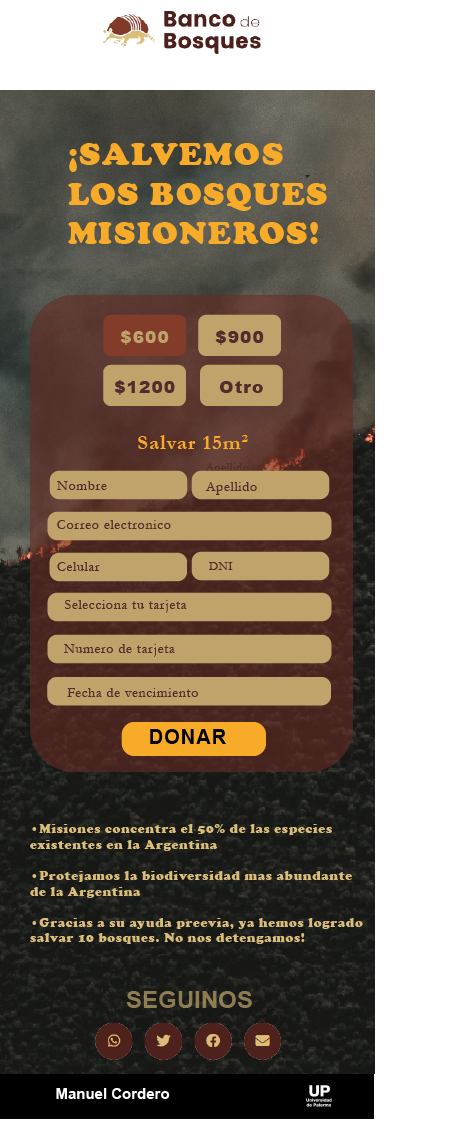 Banco de
Bosques
¡SALVEMOS
LOS BOSQUES
MISIONEROS!
$600
$900
$1200
Otro
Salvar 15m²
Apellido
Nombre
Apellido
Correo electronico
Celular
DNI
Selecciona tu tarjeta
Numero de tarjeta
Fecha de vencimiento
DONAR
•Misiones concentra el 50% de las especies
existentes en la Argentina
•Protejamos la biodiversidad mas abundante
de la Argentina
•Gracias a su ayuda preevia, ya hemos logrado
salvar 10 bosques. No nos detengamos!
SEGUINOS
Manuel Cordero
UP
Universidad
de Palermo